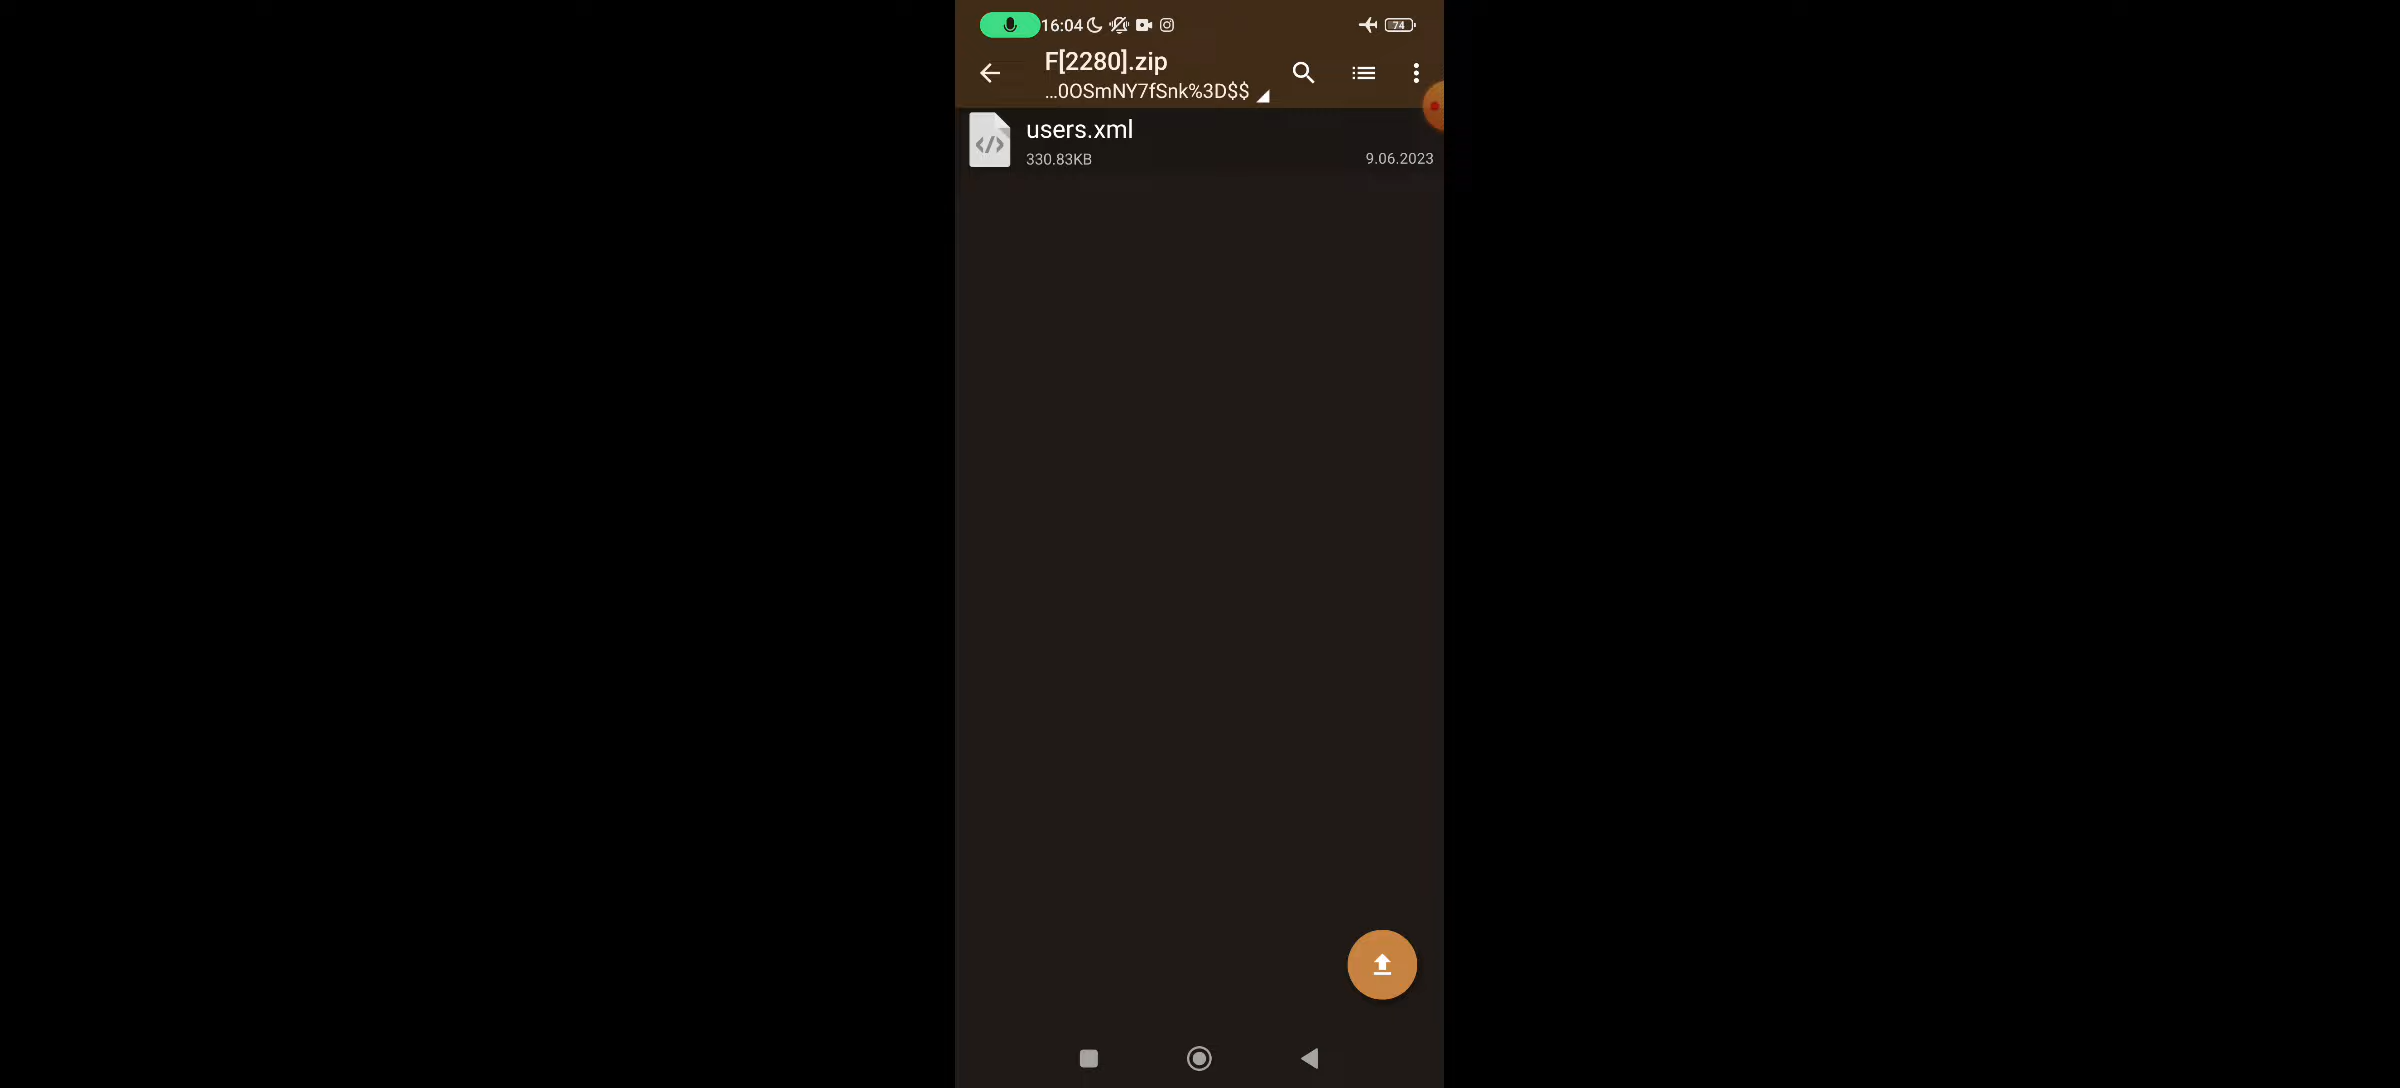 16:04
74
F[2280].zip
...0OSmNY7fSnk%3D$$
users.xml
330.83KB
9.06.2023